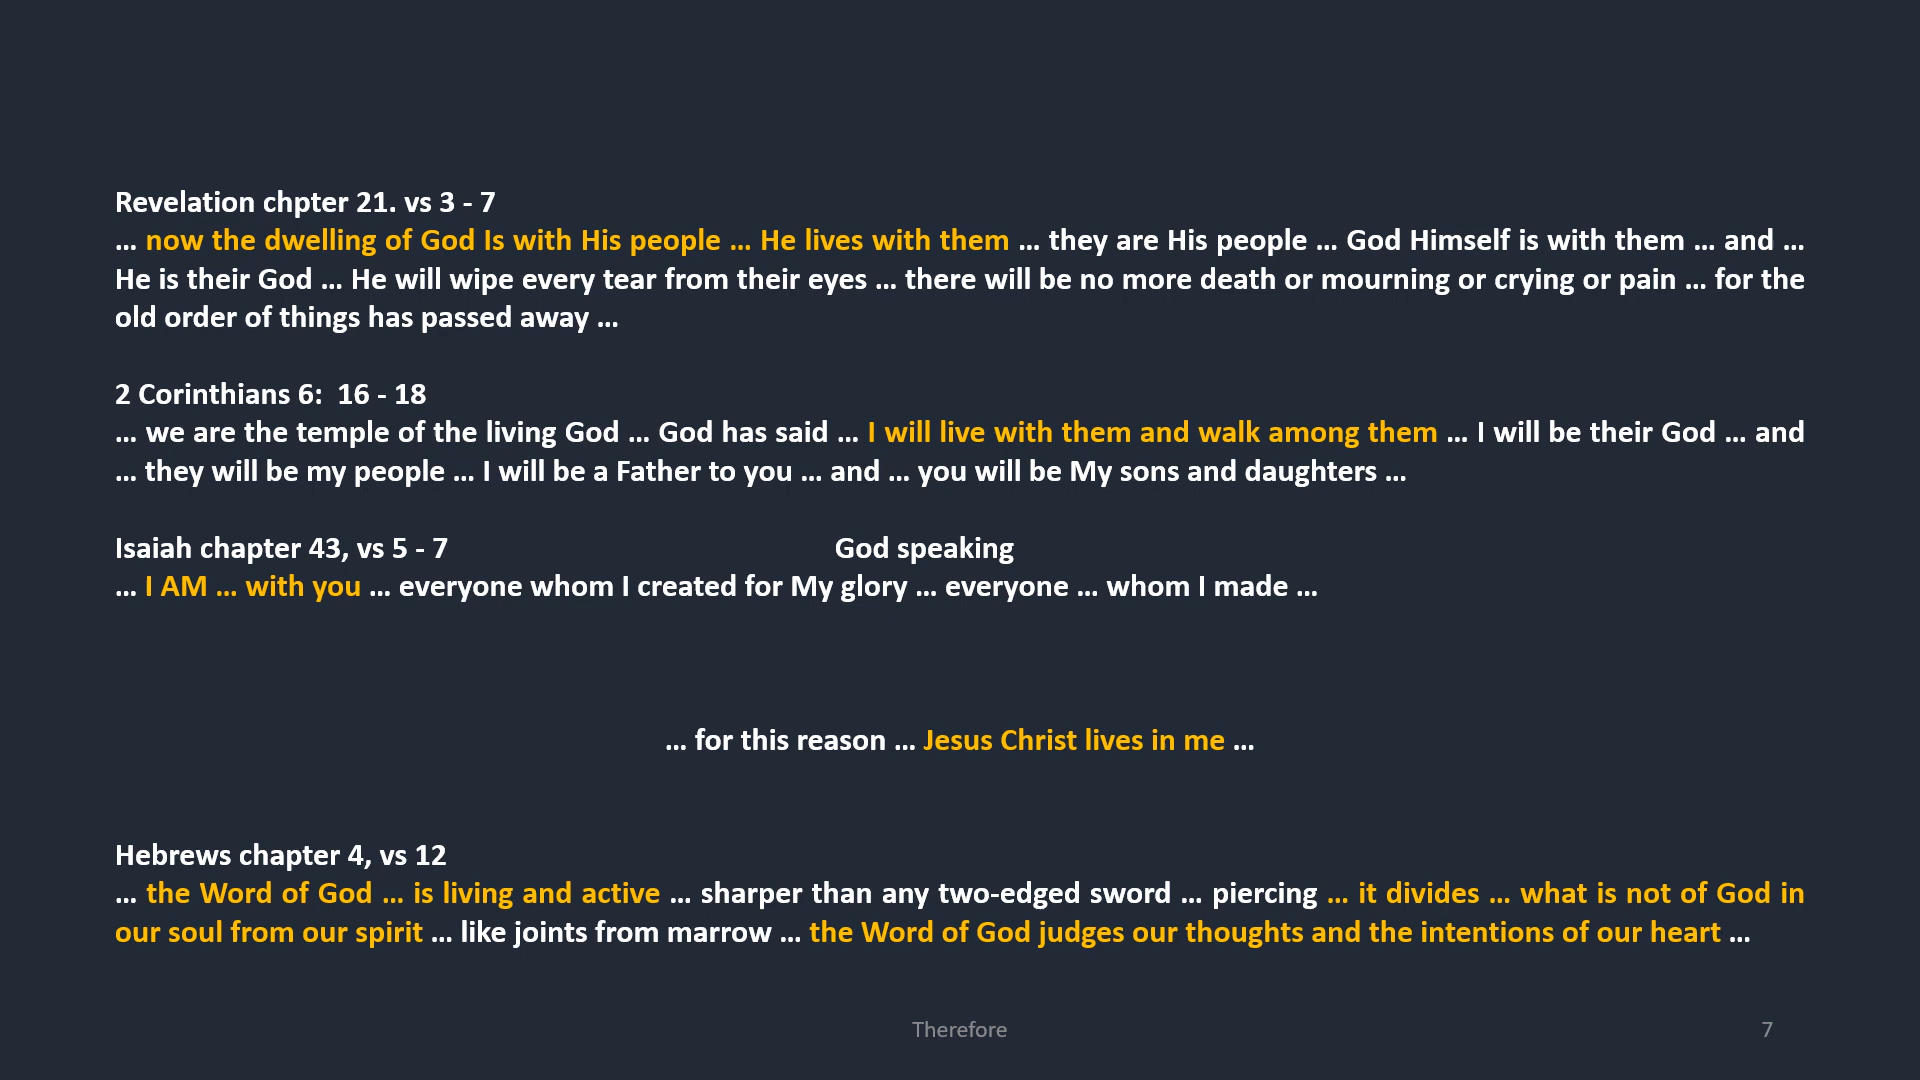 Revelation chpter 21. vs 3 - 7
... now the dwelling of God Is with His people ... He lives with them ... they are His people ... God Himself is with them ... and ...
He is their God ... He will wipe every tear from their eyes ... there will be no more death or mourning or crying or pain ... for the
old order of things has passed away ...
2 Corinthians 6:  16 - 18
... we are the temple of the living God ... God has said ... I will live with them and walk among them ... I will be their God ... and
... they will be my people ... I will be a Father to you ... and ... you will be My sons and daughters ...
Isaiah chapter 43, vs 5 - 7 God speaking
... I AM ... with you ... everyone whom I created for My glory ... everyone ... whom I made ...
... for this reason ... Jesus Christ lives in me ...
Hebrews chapter 4, vs 12
... the Word of God ... is living and active ... sharper than any two-edged sword ... piercing ... it divides ... what is not of God in
our soul from our spirit ... like joints from marrow ... the Word of God judges our thoughts and the intentions of our heart ...
Therefore 7